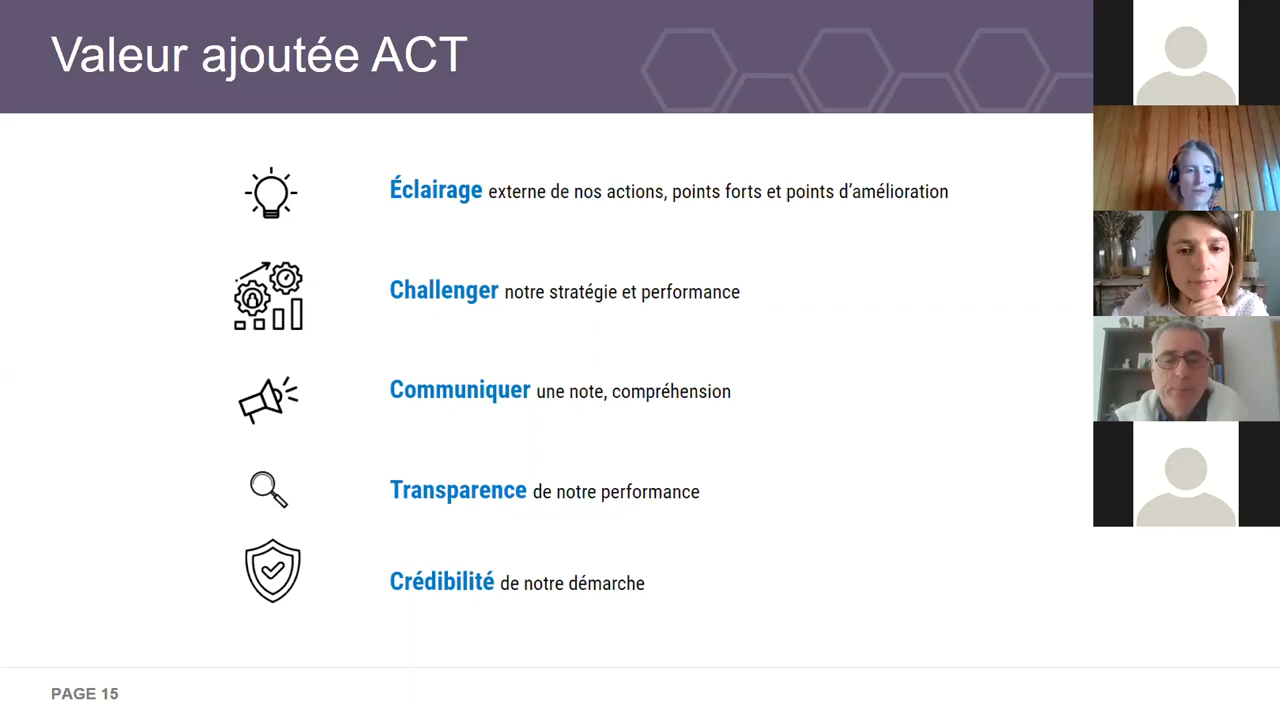 Valeur ajoutée ACT
Éclairage externe de nos actions, points forts et points d’amélioration
Challenger notre stratégie et performance
Communiquer une note, compréhension
Transparence de notre performance
Crédibilité de notre démarche
PAGE 15